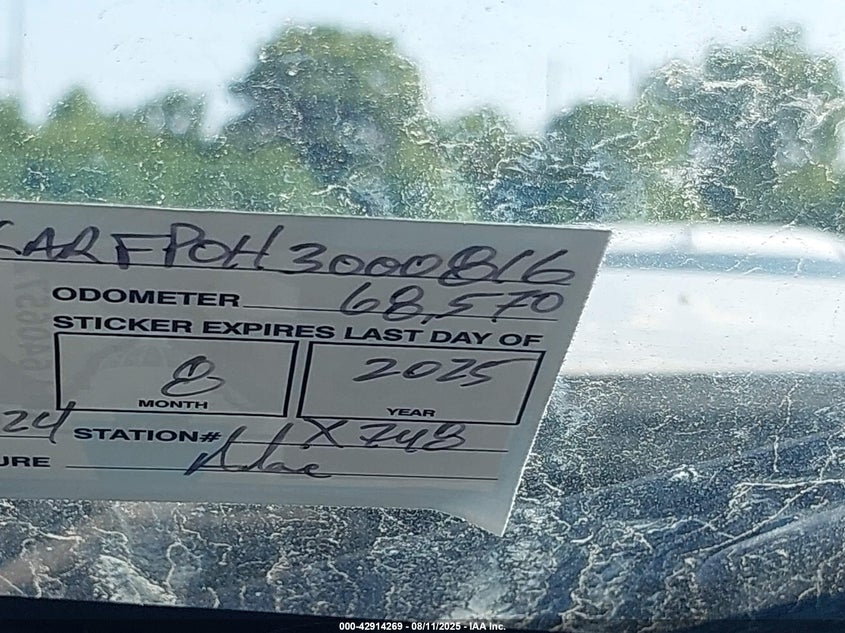 CARFP0H3000816
ODOMETER 68,570
STICKER EXPIRES LAST DAY OF
8 2025
MONTH YEAR
24 STATION# X748
URE
000-42914269 - 08/11/2025 - IAA Inc.